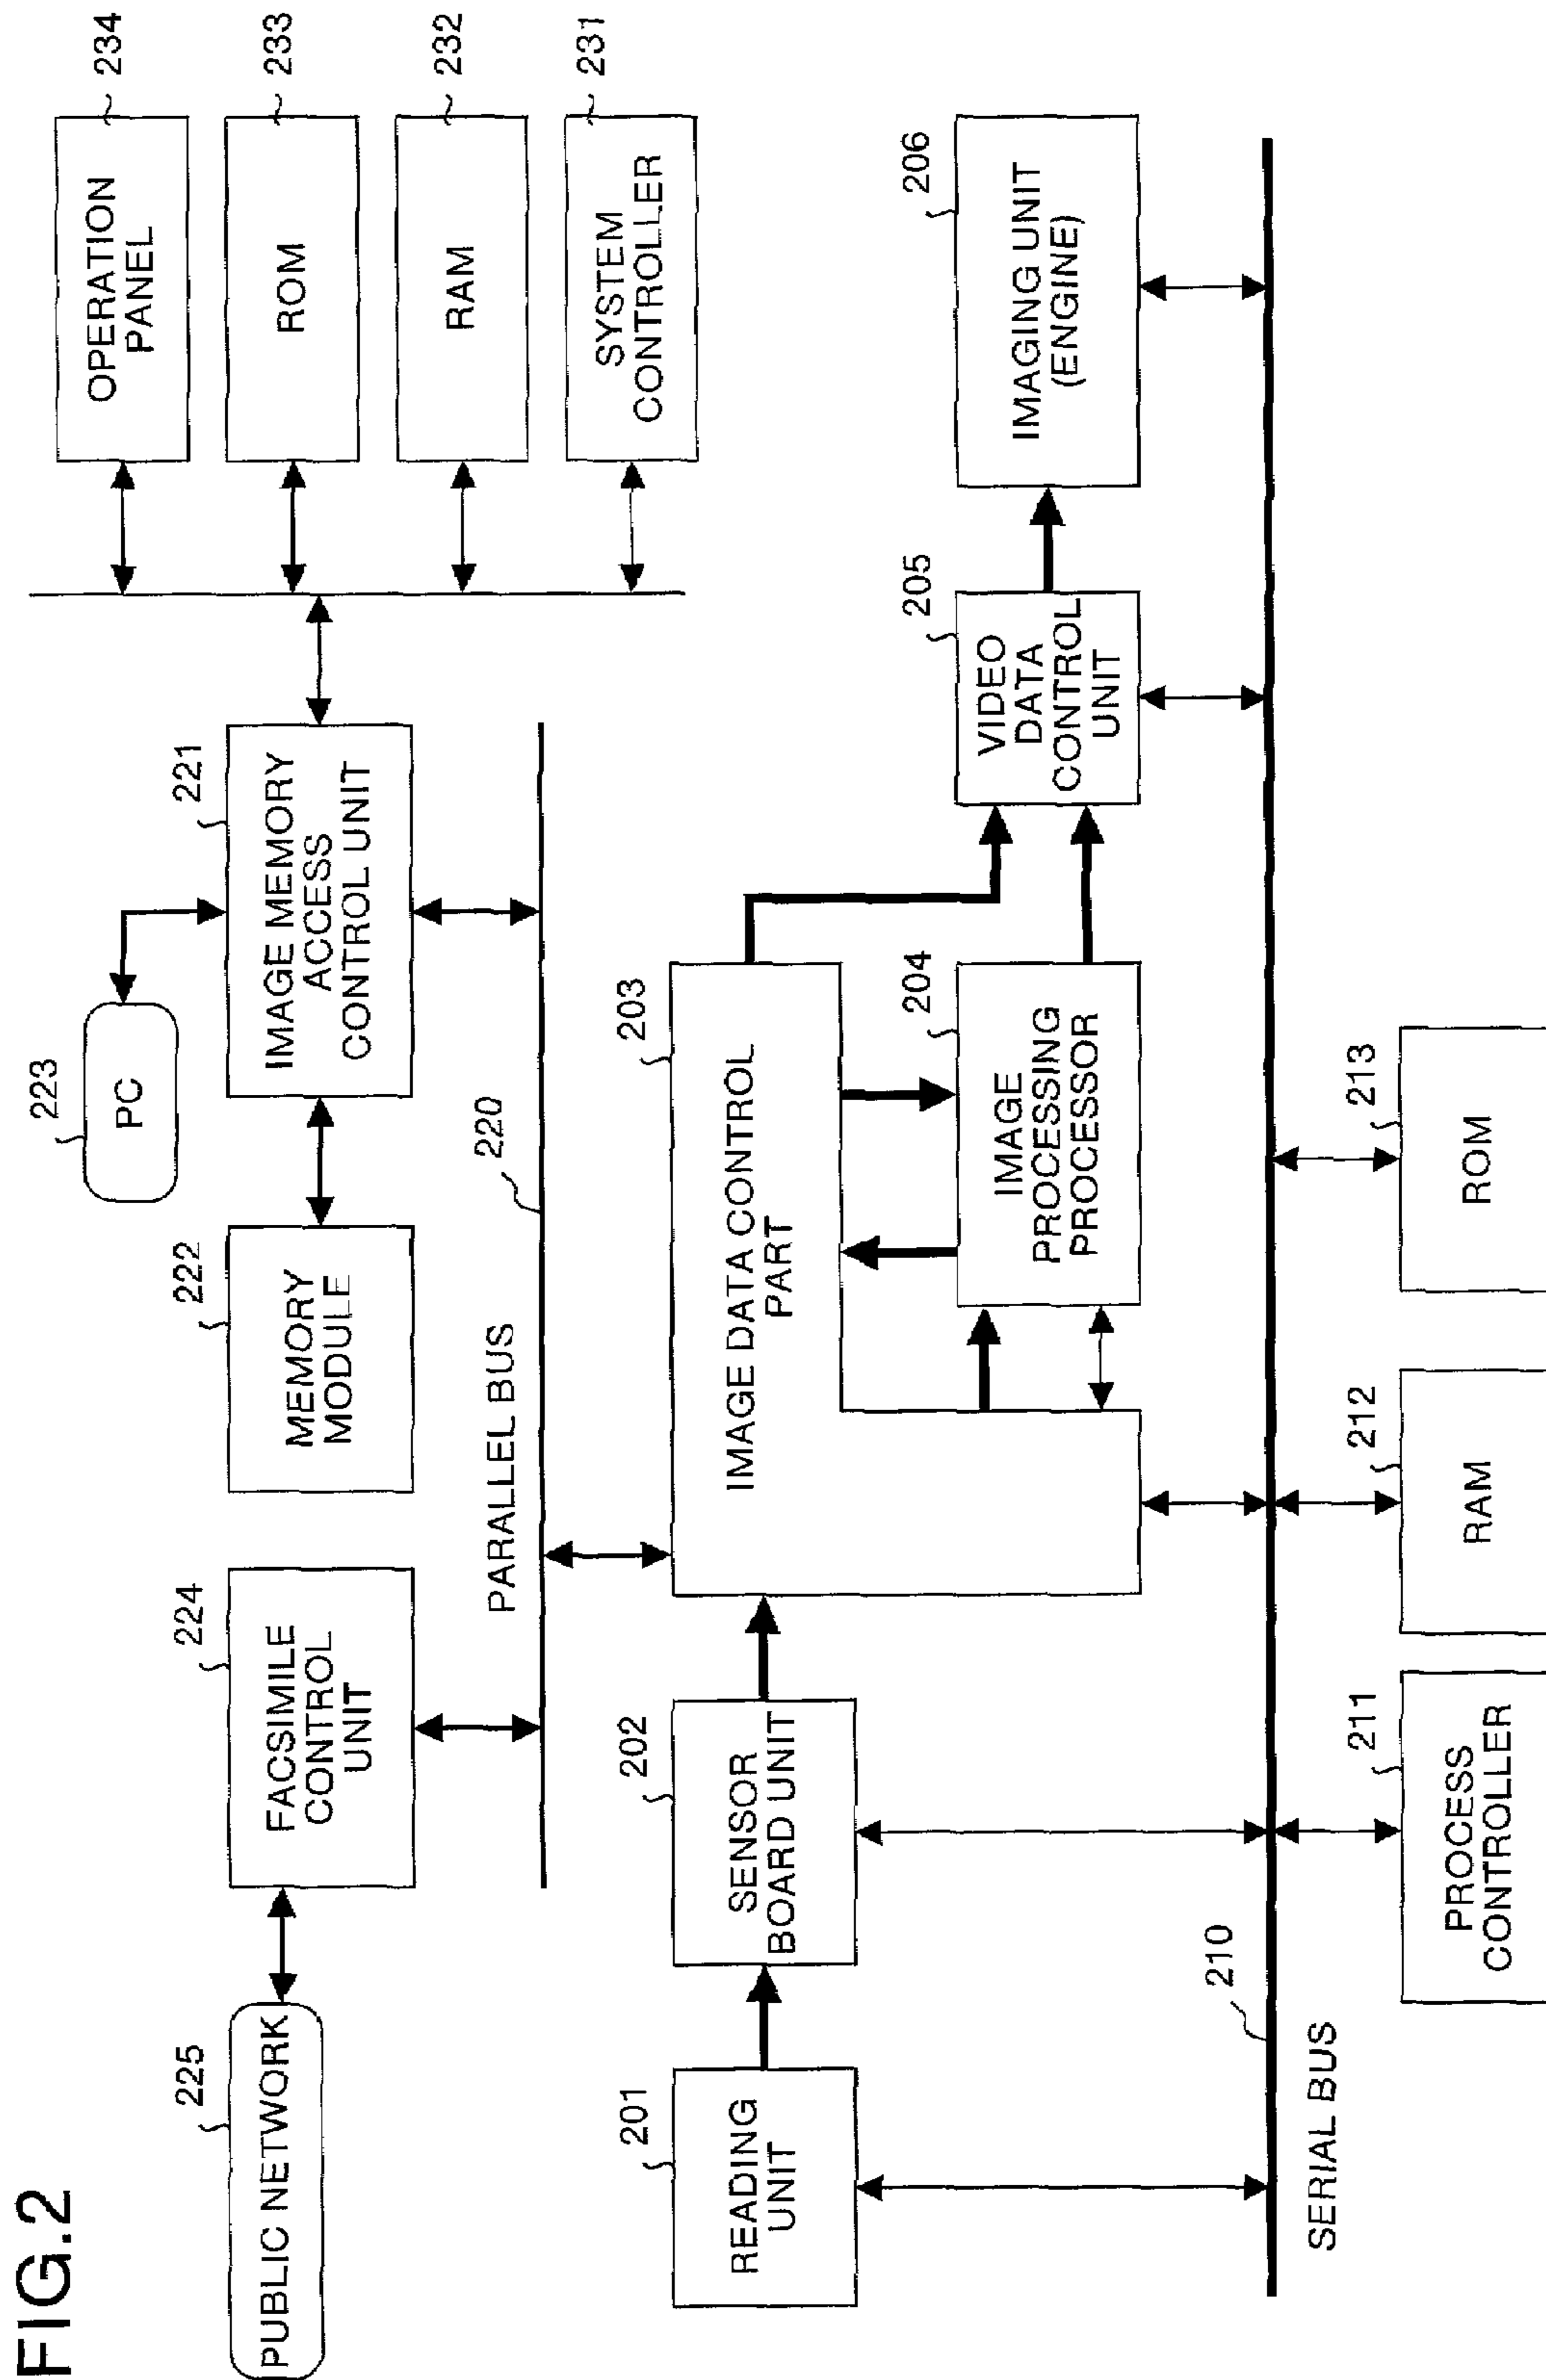 FIG.2
225
PUBLIC NETWORK
224
FACSIMILE
CONTROL
UNIT
222
MEMORY
MODULE
223
PC
221
IMAGE MEMORY
ACCESS
CONTROL UNIT
234
OPERATION
PANEL
233
ROM
232
RAM
231
SYSTEM
CONTROLLER
PARALLEL BUS
220
201
READING
UNIT
202
SENSOR
BOARD UNIT
203
IMAGE DATA CONTROL
PART
204
IMAGE
PROCESSING
PROCESSOR
205
VIDEO
DATA
CONTROL
UNIT
206
IMAGING UNIT
(ENGINE)
210
SERIAL BUS
211
PROCESS
CONTROLLER
212
RAM
213
ROM